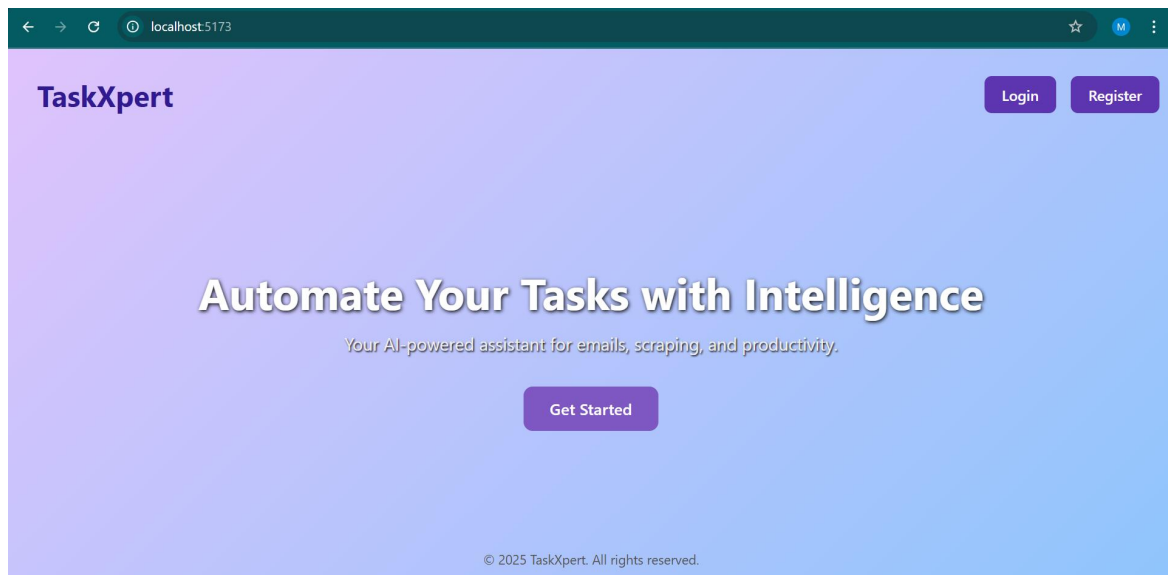 localhost:5173
M
TaskXpert
Login
Register
Automate Your Tasks with Intelligence
Your AI-powered assistant for emails, scraping, and productivity.
Get Started
© 2025 TaskXpert. All rights reserved.